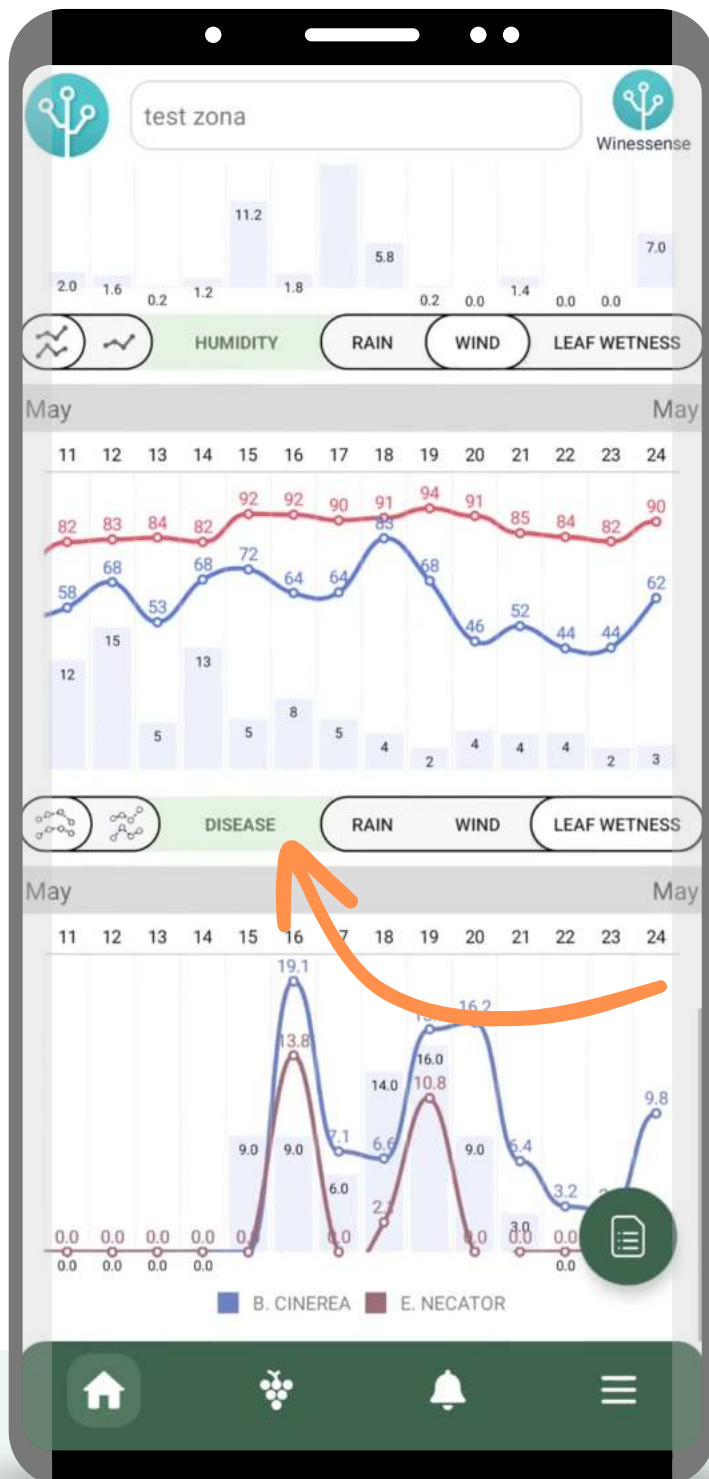 test zona
Winessense
11.2
5.8
7.0
2.0 1.6 0.2 1.2 1.8 0.2 0.0 1.4 0.0 0.0
HUMIDITY RAIN WIND LEAF WETNESS
May May
11 12 13 14 15 16 17 18 19 20 21 22 23 24
82 83 84 82 92 92 90 91 94 91 85 84 82 90
58 68 53 68 72 64 64 83 68 46 52 44 44 62
12 15 5 13 5 8 5 4 2 4 4 4 2 3
DISEASE RAIN WIND LEAF WETNESS
May May
11 12 13 14 15 16 7 18 19 20 21 22 23 24
19.1 16.2
13.8 14.0 16.0 10.8 9.8
9.0 9.0 7.1 6.6 9.0 6.4
6.0 3.2
3.0
0.0 0.0 0.0 0.0 0.0
0.0 0.0 0.0 0.0 0.0
B. CINEREA E. NECATOR